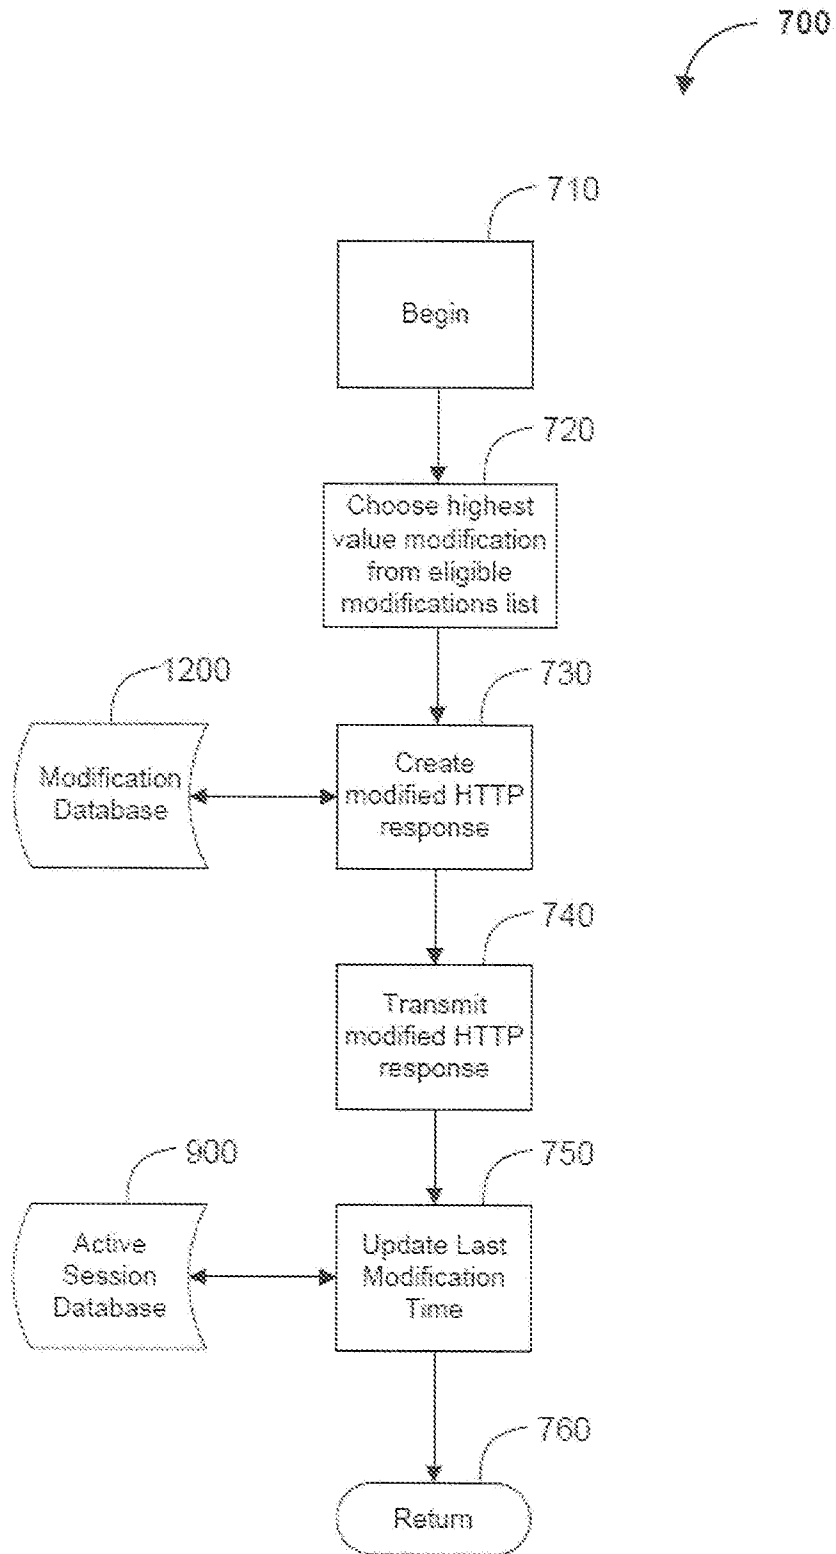 700
710
Begin
720
Choose highest
value modification
from eligible
modifications list
1200
730
Modification
Database
Create
modified HTTP
response
740
Transmit
modified HTTP
response
900
750
Active
Session
Database
Update Last
Modification
Time
760
Return